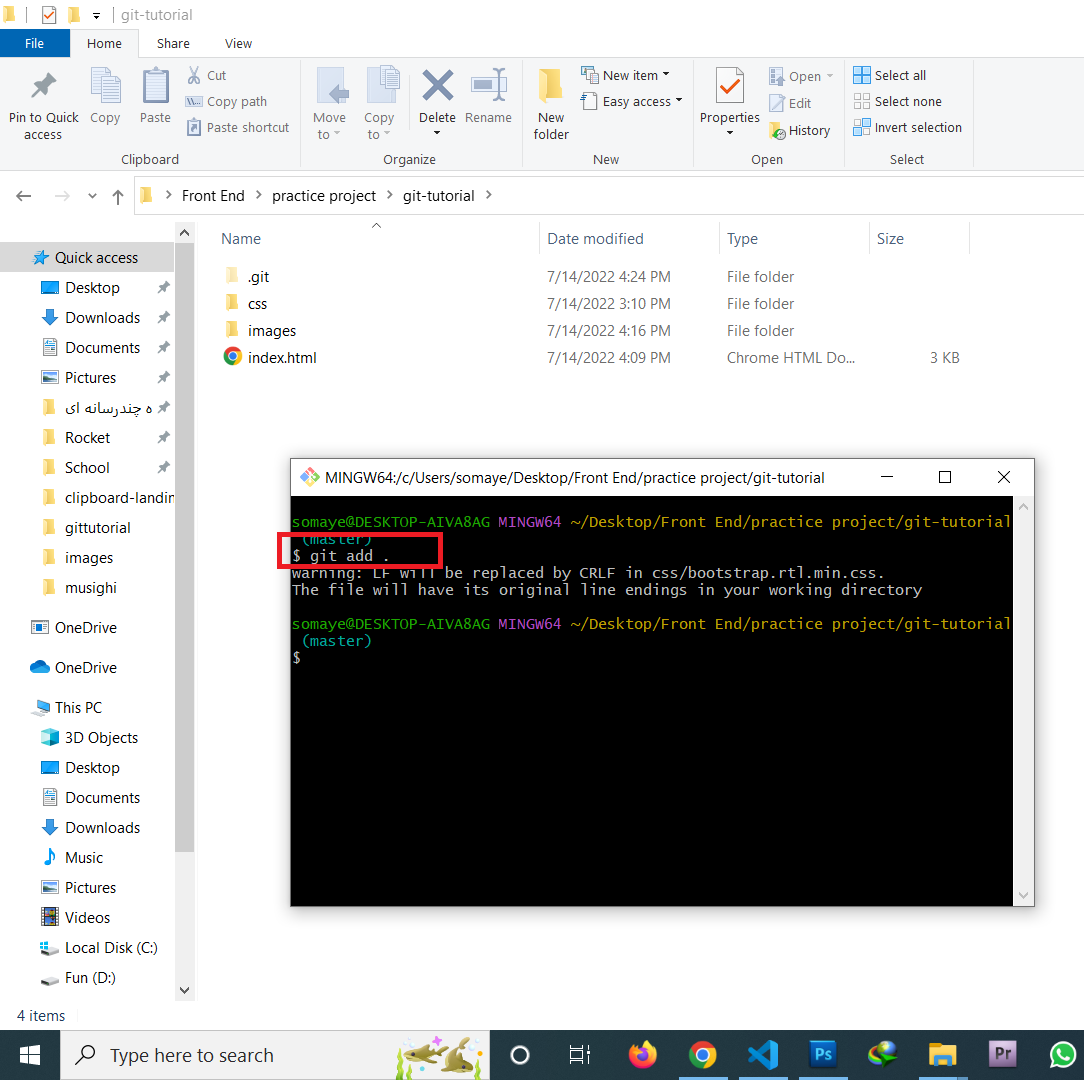 git-tutorial
File Home Share View
Pin to Quick access
Copy
Paste
Cut
Copy path
Paste shortcut
Clipboard
Move to
Copy to
Delete
Rename
Organize
New folder
New item
Easy access
New
Properties
Open
Edit
History
Open
Select all
Select none
Invert selection
Select
Front End practice project git-tutorial
Name Date modified Type Size
.git 7/14/2022 4:24 PM File folder
css 7/14/2022 3:10 PM File folder
images 7/14/2022 4:16 PM File folder
index.html 7/14/2022 4:09 PM Chrome HTML Do... 3 KB
Quick access
Desktop
Downloads
Documents
Pictures
ه چندرسانه ای
Rocket
School
clipboard-landin
gittutorial
images
musighi
OneDrive
OneDrive
This PC
3D Objects
Desktop
Documents
Downloads
Music
Pictures
Videos
Local Disk (C:)
Fun (D:)
4 items
MINGW64:/c/Users/somaye/Desktop/Front End/practice project/git-tutorial
somaye@DESKTOP-AIVA8AG MINGW64 ~/Desktop/Front End/practice project/git-tutorial
(master)
$ git add .
warning: LF will be replaced by CRLF in css/bootstrap.rtl.min.css.
The file will have its original line endings in your working directory
somaye@DESKTOP-AIVA8AG MINGW64 ~/Desktop/Front End/practice project/git-tutorial
(master)
$
Type here to search
Ps
Pr